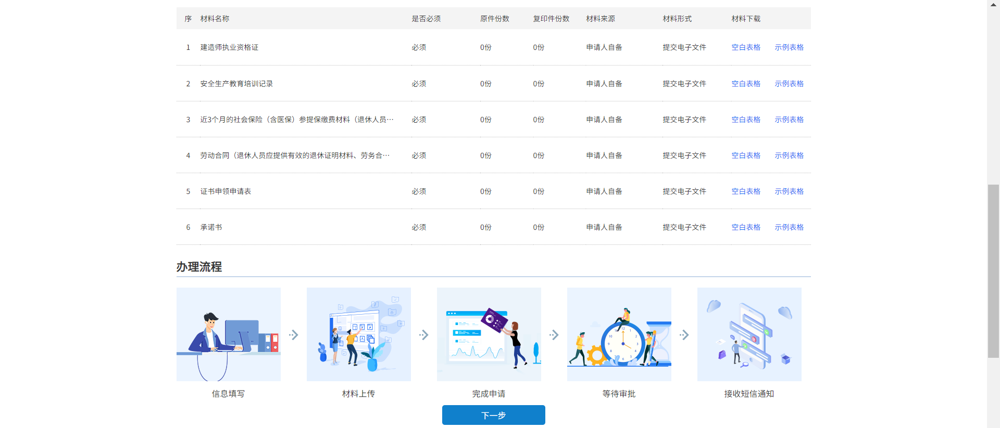 序 材料名称 是否必须 原件份数 复印件份数 材料来源 材料形式 材料下载
1 建造师执业资格证 必须 0份 0份 申请人自备 提交电子文件 空白表格 示例表格
2 安全生产教育培训记录 必须 0份 0份 申请人自备 提交电子文件 空白表格 示例表格
3 近3个月的社会保险（含医保）参提保缴费材料（退休人员… 必须 0份 0份 申请人自备 提交电子文件 空白表格 示例表格
4 劳动合同（退休人员应提供有效的退休证明材料、劳务合… 必须 0份 0份 申请人自备 提交电子文件 空白表格 示例表格
5 证书申领申请表 必须 0份 0份 申请人自备 提交电子文件 空白表格 示例表格
6 承诺书 必须 0份 0份 申请人自备 提交电子文件 空白表格 示例表格
办理流程
信息填写 材料上传 完成申请 等待审批 接收短信通知
下一步